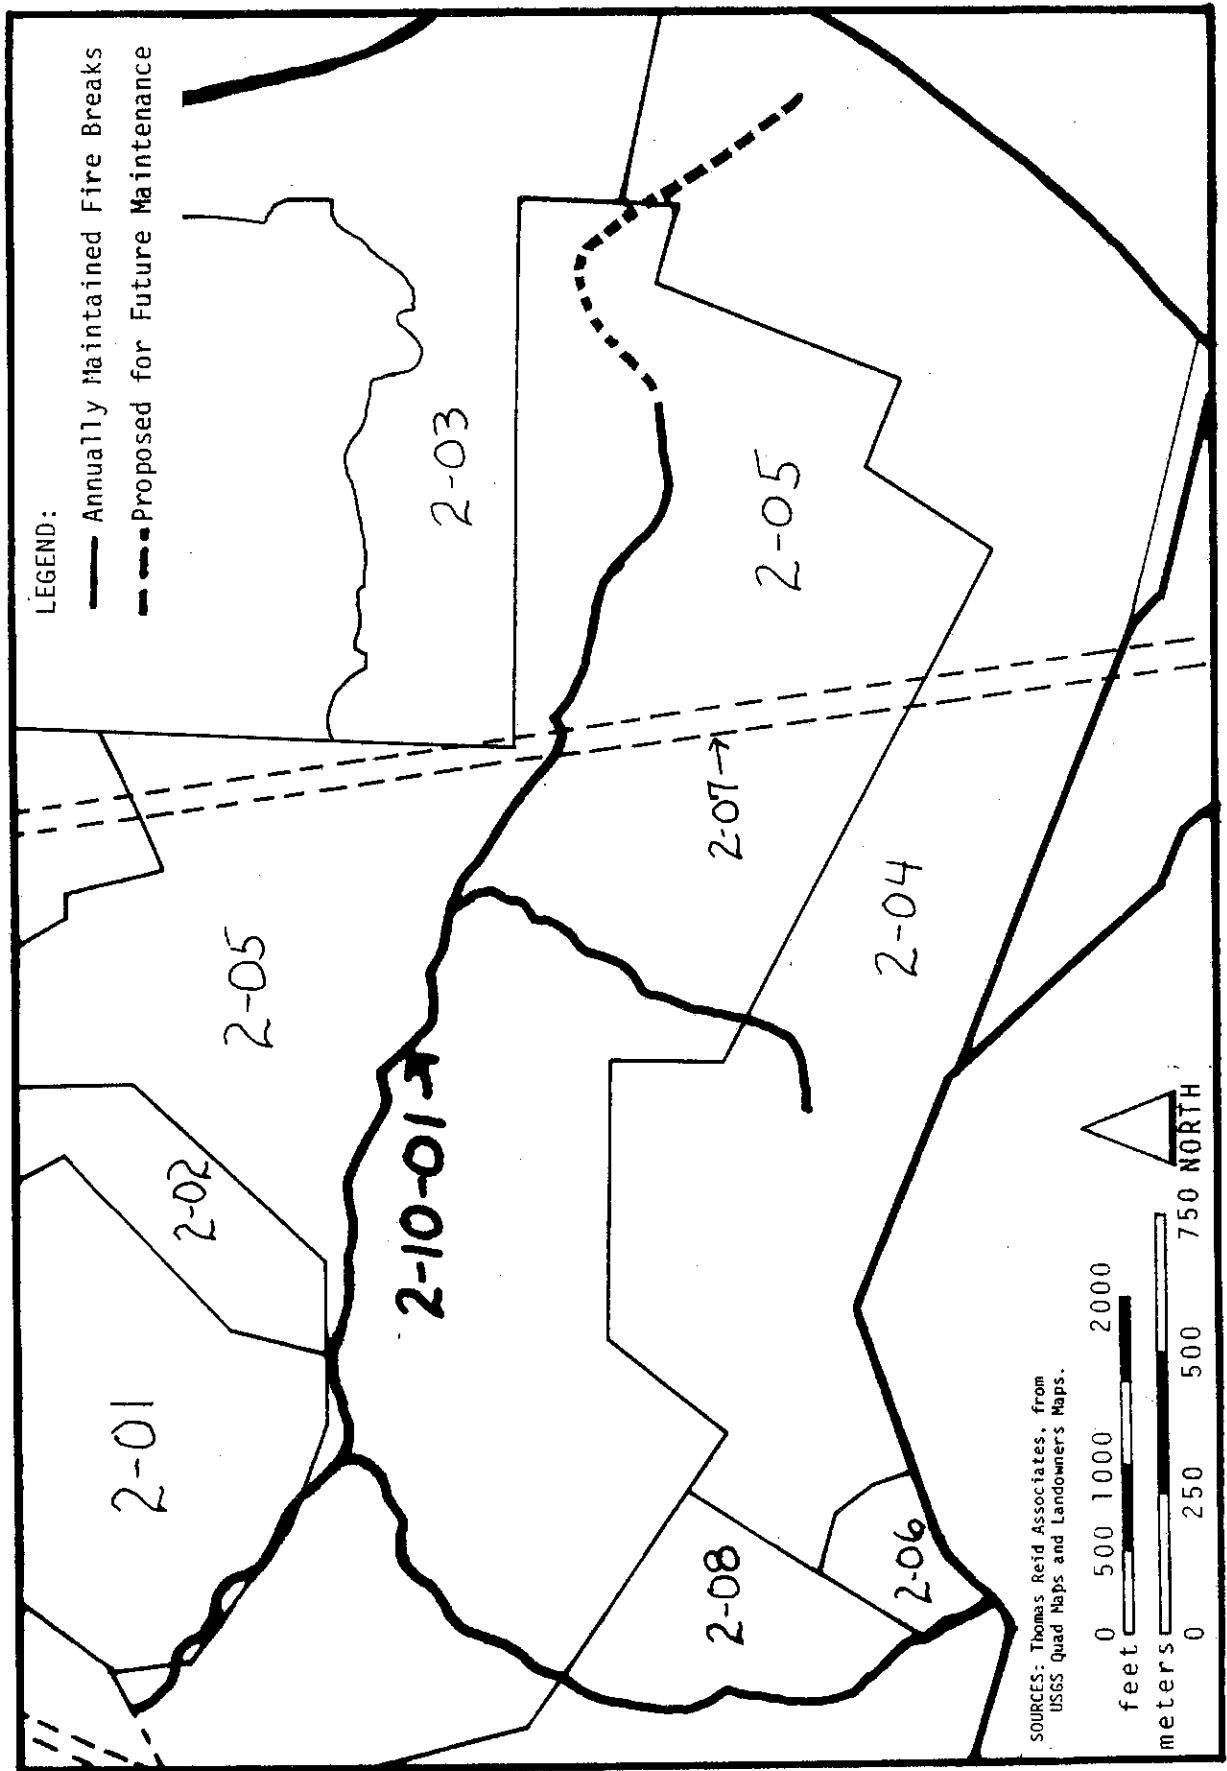 LEGEND:
Annually Maintained Fire Breaks
Proposed for Future Maintenance
2-03
2-05
2-02
2-01
2-10-01
2-05
2-07
2-04
2-08
2-06
SOURCES: Thomas Reid Associates, from
USGS Quad Maps and Landowners Maps.
0 500 1000 2000
feet
meters
0 250 500 750
NORTH